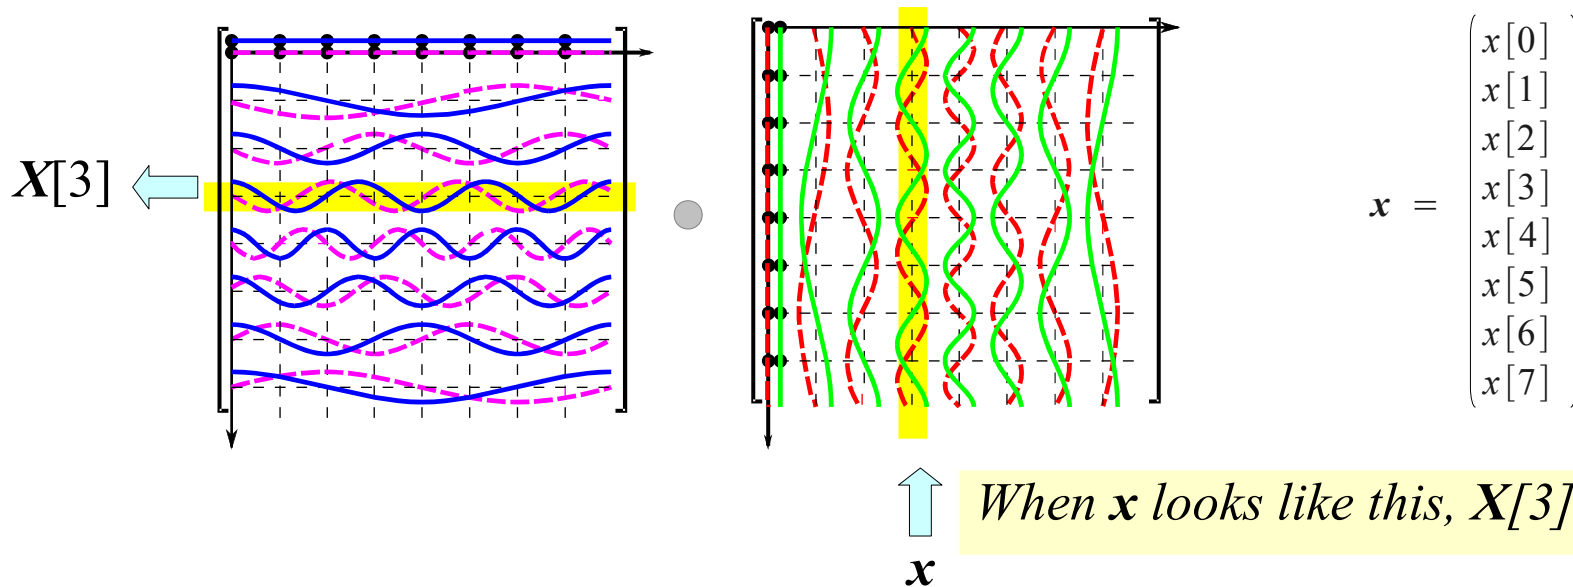 X[3]
x =
x[0]
x[1]
x[2]
x[3]
x[4]
x[5]
x[6]
x[7]
When x looks like this, X[3]
x